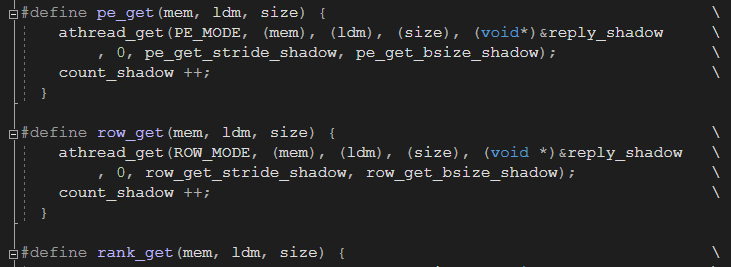 #define pe_get(mem, ldm, size) { \
athread_get(PE_MODE, (mem), (ldm), (size), (void*)&reply_shadow \
, 0, pe_get_stride_shadow, pe_get_bsize_shadow); \
count_shadow ++; \
}
#define row_get(mem, ldm, size) { \
athread_get(ROW_MODE, (mem), (ldm), (size), (void *)&reply_shadow \
, 0, row_get_stride_shadow, row_get_bsize_shadow); \
count_shadow ++; \
}
#define rank_get(mem, ldm, size) { \